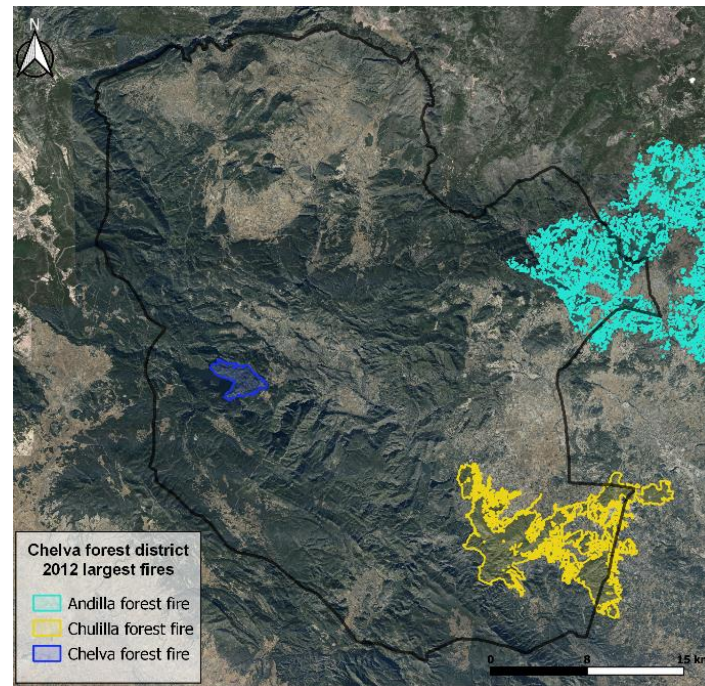 N
Chelva forest district
2012 largest fires
Andilla forest fire
Chulilla forest fire
Chelva forest fire
0 8 15 km